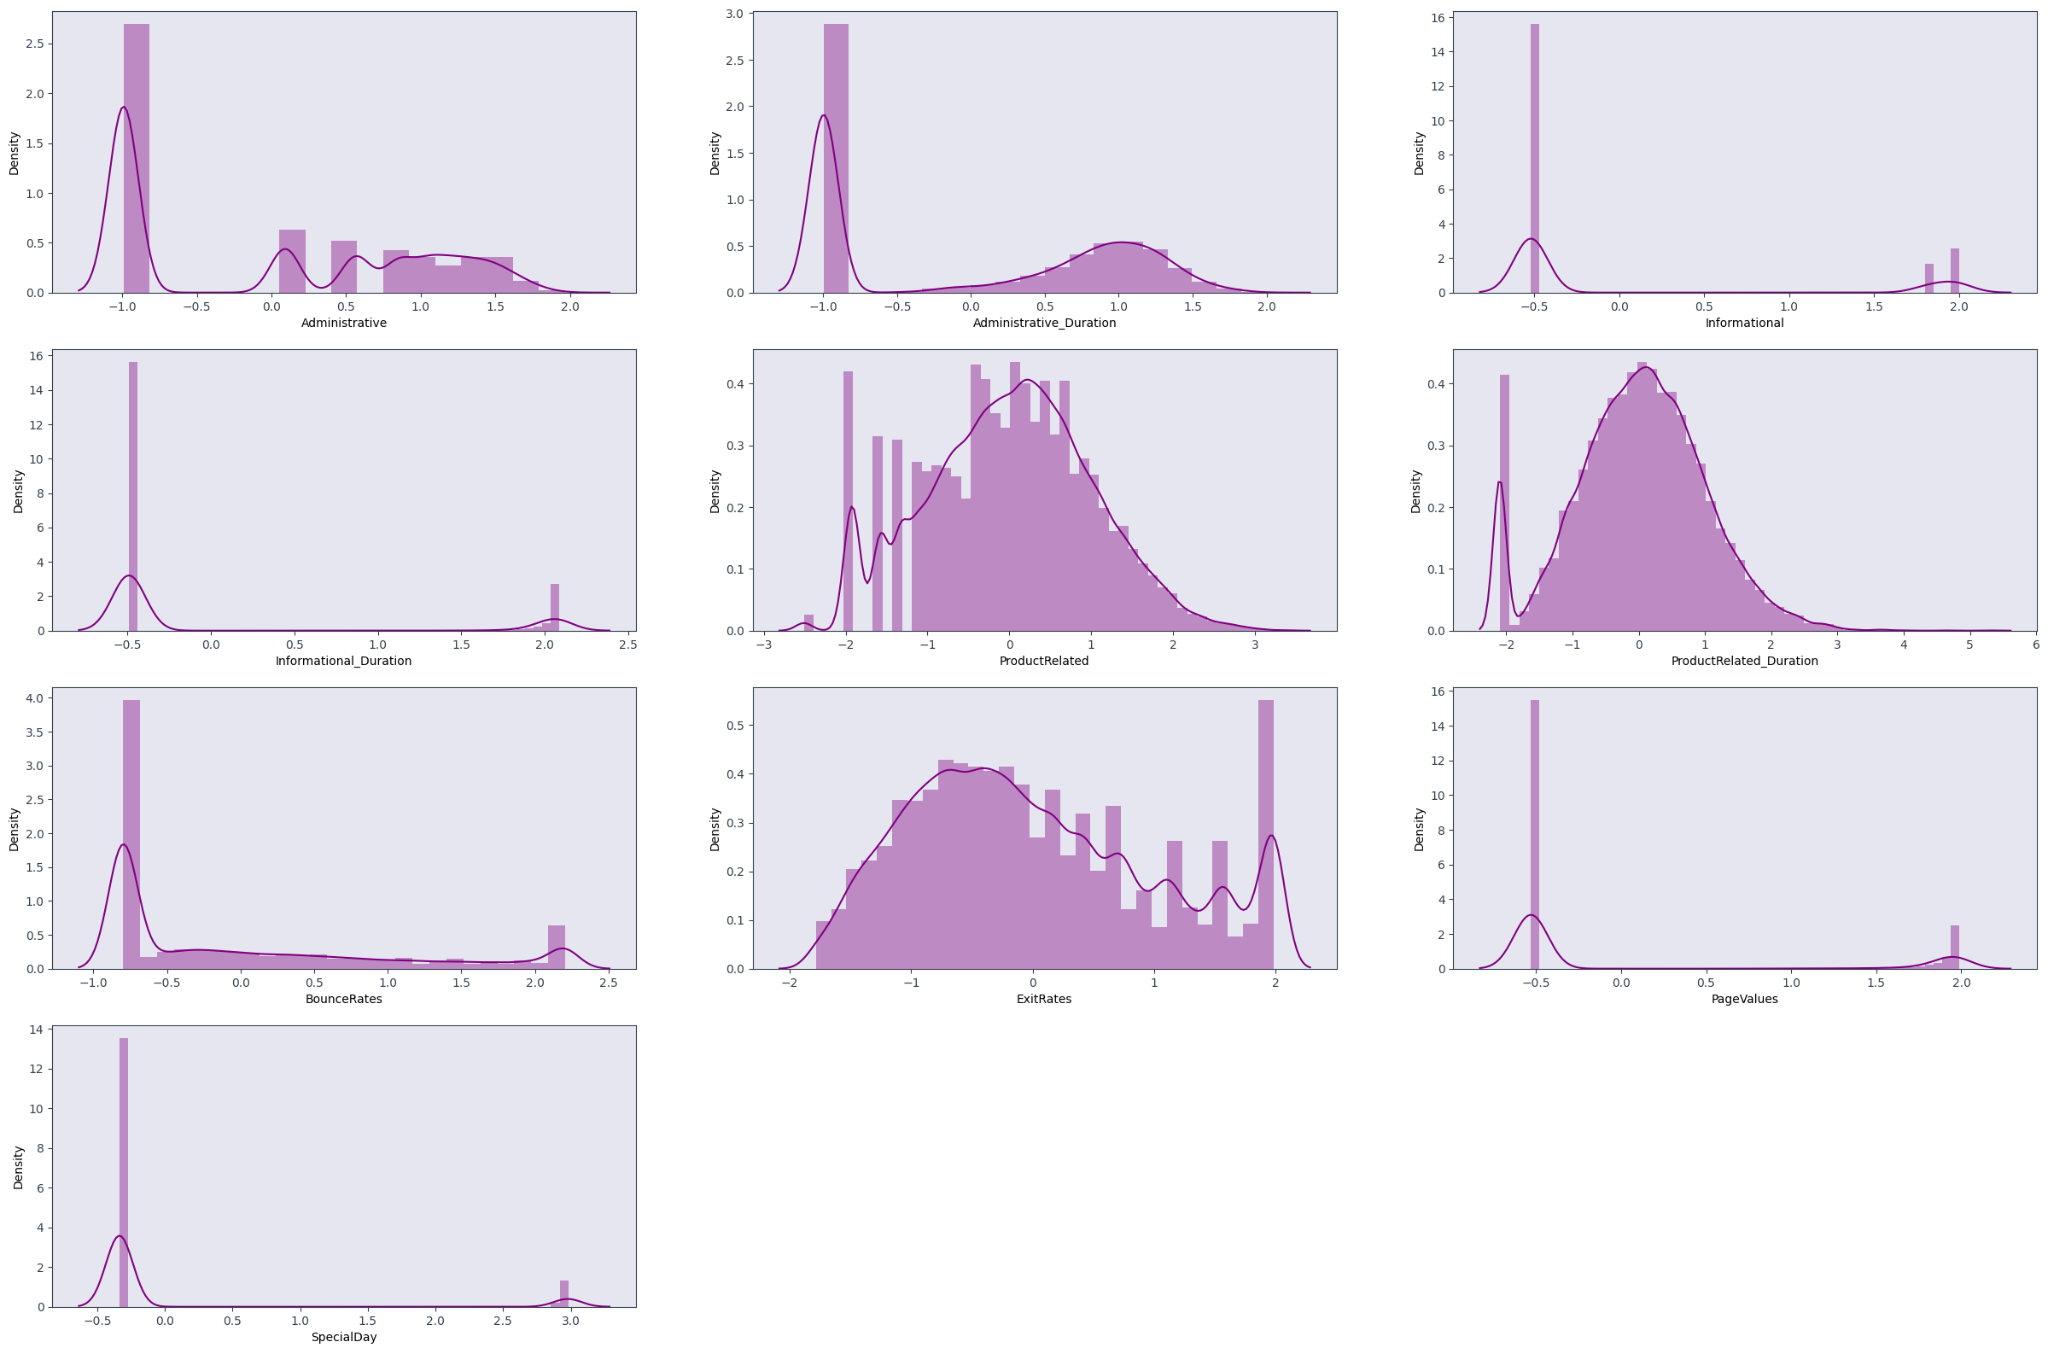 Density
2.5
2.0
1.5
1.0
0.5
0.0
−1.0 −0.5 0.0 0.5 1.0 1.5 2.0
Administrative
Density
3.0
2.5
2.0
1.5
1.0
0.5
0.0
−1.0 −0.5 0.0 0.5 1.0 1.5 2.0
Administrative_Duration
Density
16
14
12
10
8
6
4
2
0
−0.5 0.0 0.5 1.0 1.5 2.0
Informational
Density
16
14
12
10
8
6
4
2
0
−0.5 0.0 0.5 1.0 1.5 2.0 2.5
Informational_Duration
Density
0.4
0.3
0.2
0.1
0.0
−3 −2 −1 0 1 2 3
ProductRelated
Density
0.4
0.3
0.2
0.1
0.0
−2 −1 0 1 2 3 4 5 6
ProductRelated_Duration
Density
4.0
3.5
3.0
2.5
2.0
1.5
1.0
0.5
0.0
−1.0 −0.5 0.0 0.5 1.0 1.5 2.0 2.5
BounceRates
Density
0.5
0.4
0.3
0.2
0.1
0.0
−2 −1 0 1 2
ExitRates
Density
16
14
12
10
8
6
4
2
0
−0.5 0.0 0.5 1.0 1.5 2.0
PageValues
Density
14
12
10
8
6
4
2
0
−0.5 0.0 0.5 1.0 1.5 2.0 2.5 3.0
SpecialDay